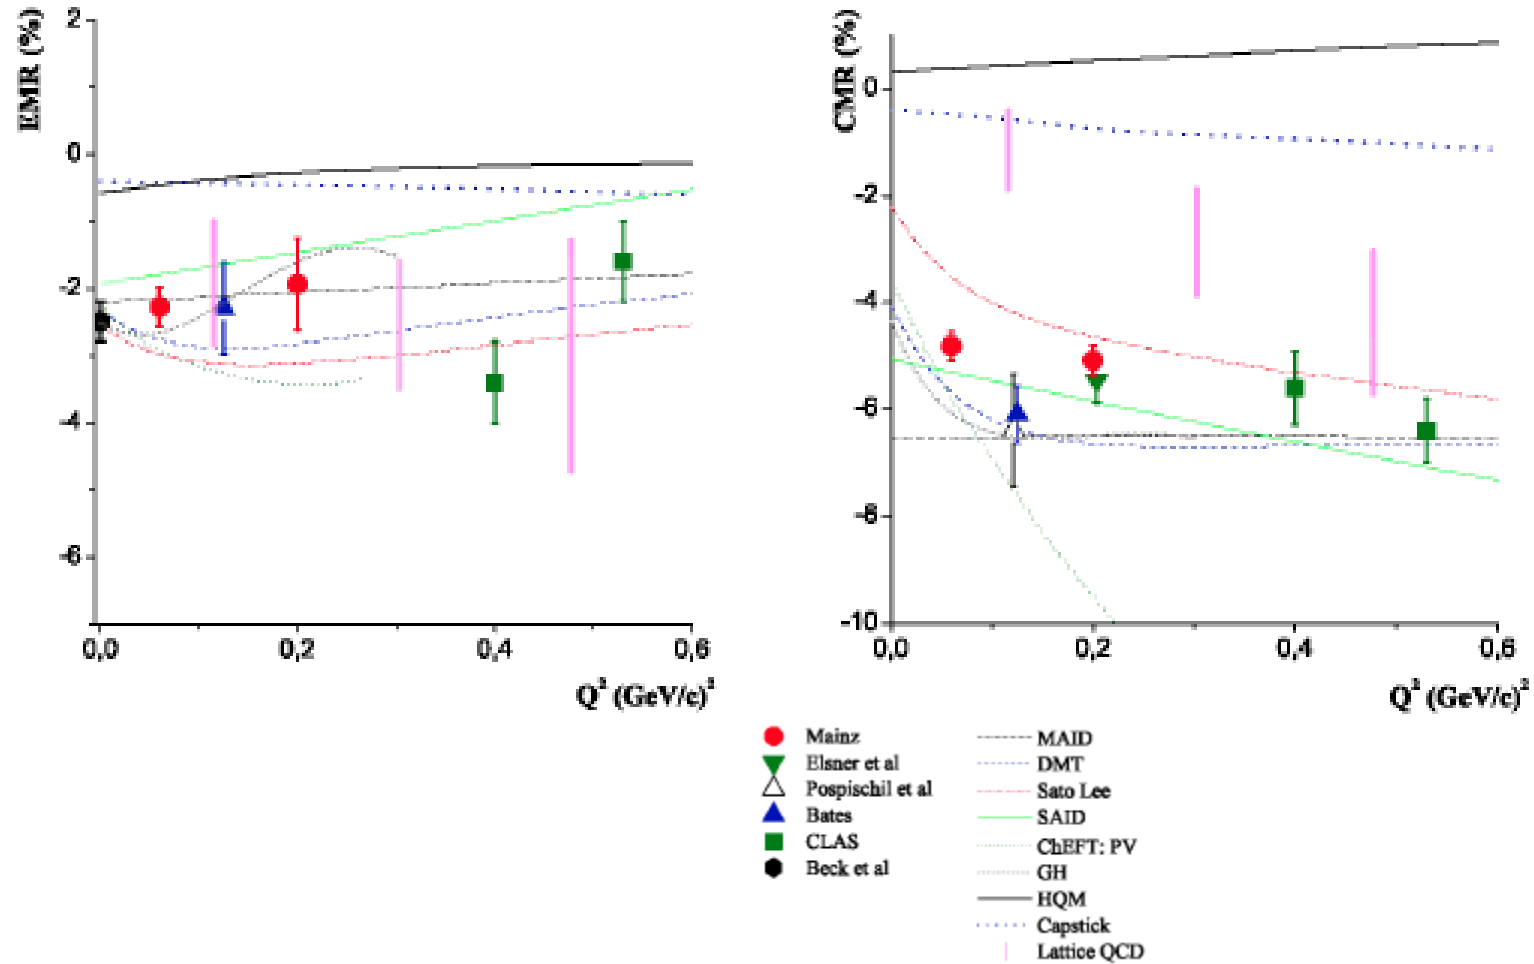 EMR (%)
2
0
-2
-4
-6
0,0
0,2
0,4
0,6
Q² (GeV/c)²
CMR (%)
0
-2
-4
-6
-8
-10
0,0
0,2
0,4
0,6
Q² (GeV/c)²
Mainz
Elsner et al
Pospischil et al
Bates
CLAS
Beck et al
MAID
DMT
Sato Lee
SAID
ChEFT: PV
GH
HQM
Capstick
Lattice QCD